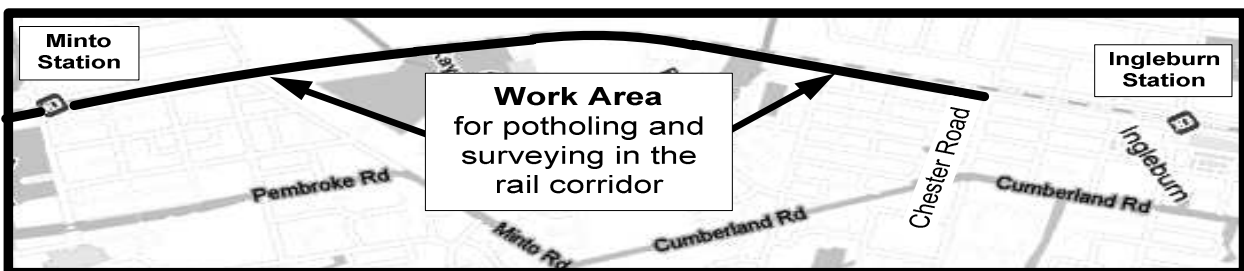 Minto
Station
Ingleburn
Station
Work Area
for potholing and
surveying in the
rail corridor
Pembroke Rd
Minto Rd
Cumberland Rd
Chester Road
Cumberland Rd
Ingleburn